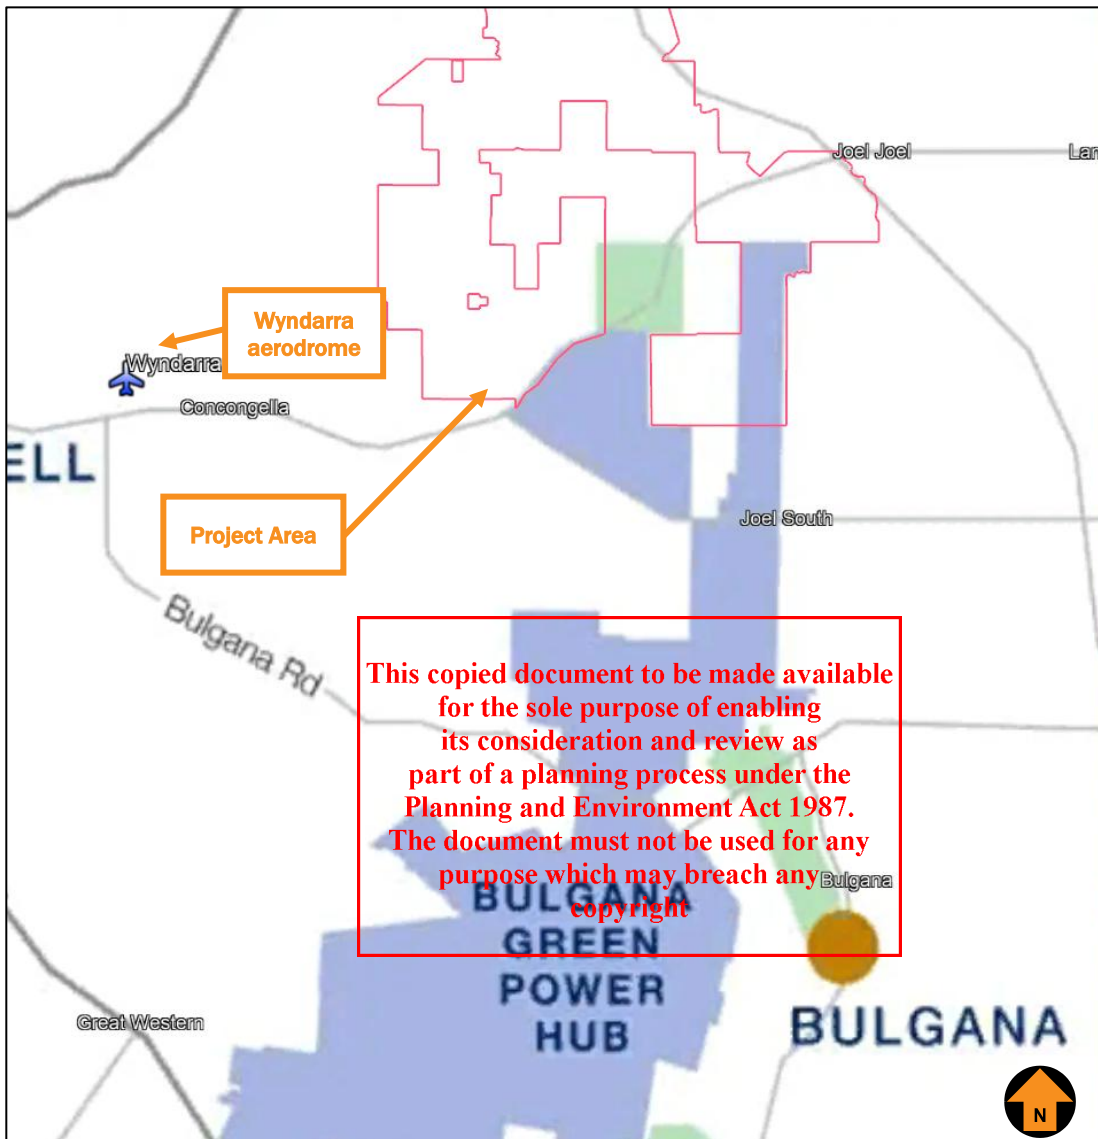 Joel Joel
Lan
Wyndarra
aerodrome
Wyndarra
Concongella
ELL
Project Area
Joel South
Bulgana Rd
This copied document to be made available
for the sole purpose of enabling
its consideration and review as
part of a planning process under the
Planning and Environment Act 1987.
The document must not be used for any
purpose which may breach any
copyright
Bulgana
BULGANA
GREEN
POWER
HUB
Great Western
BULGANA
N